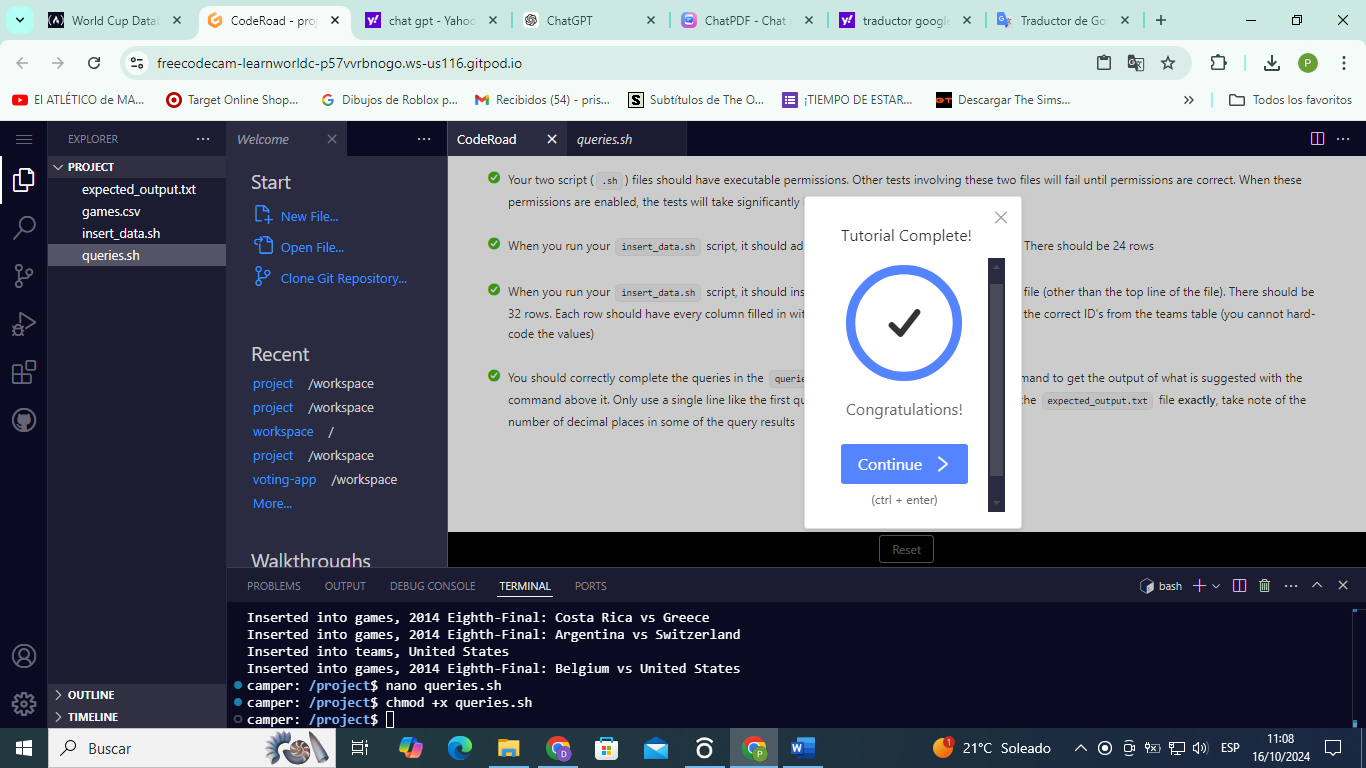 World Cup Datab
CodeRoad - proj
chat gpt - Yahoo
ChatGPT
ChatPDF - Chat
traductor google
Traductor de Go
freecodecam-learnworldc-p57vvrbnogo.ws-us116.gitpod.io
P
El ATLÉTICO de MA...
Target Online Shop...
Dibujos de Roblox p...
Recibidos (54) - pris...
Subtítulos de The O...
¡TIEMPO DE ESTAR...
Descargar The Sims...
Todos los favoritos
EXPLORER
PROJECT
expected_output.txt
games.csv
insert_data.sh
queries.sh
OUTLINE
TIMELINE
Welcome
Start
New File...
Open File...
Clone Git Repository...
Recent
project /workspace
project /workspace
workspace /
project /workspace
voting-app /workspace
More...
Walkthroughs
CodeRoad
queries.sh
Your two script ( .sh ) files should have executable permissions. Other tests involving these two files will fail until permissions are correct. When these
permissions are enabled, the tests will take significantly
When you run your insert_data.sh script, it should ad There should be 24 rows
When you run your insert_data.sh script, it should ins file (other than the top line of the file). There should be
32 rows. Each row should have every column filled in wit the correct ID's from the teams table (you cannot hard-
code the values)
You should correctly complete the queries in the querie mand to get the output of what is suggested with the
command above it. Only use a single line like the first qu he expected_output.txt file exactly, take note of the
number of decimal places in some of the query results
Tutorial Complete!
Congratulations!
Continue
(ctrl + enter)
Reset
PROBLEMS
OUTPUT
DEBUG CONSOLE
TERMINAL
PORTS
bash
Inserted into games, 2014 Eighth-Final: Costa Rica vs Greece
Inserted into games, 2014 Eighth-Final: Argentina vs Switzerland
Inserted into teams, United States
Inserted into games, 2014 Eighth-Final: Belgium vs United States
camper: /project$ nano queries.sh
camper: /project$ chmod +x queries.sh
camper: /project$
Buscar
21°C Soleado
ESP
11:08
16/10/2024